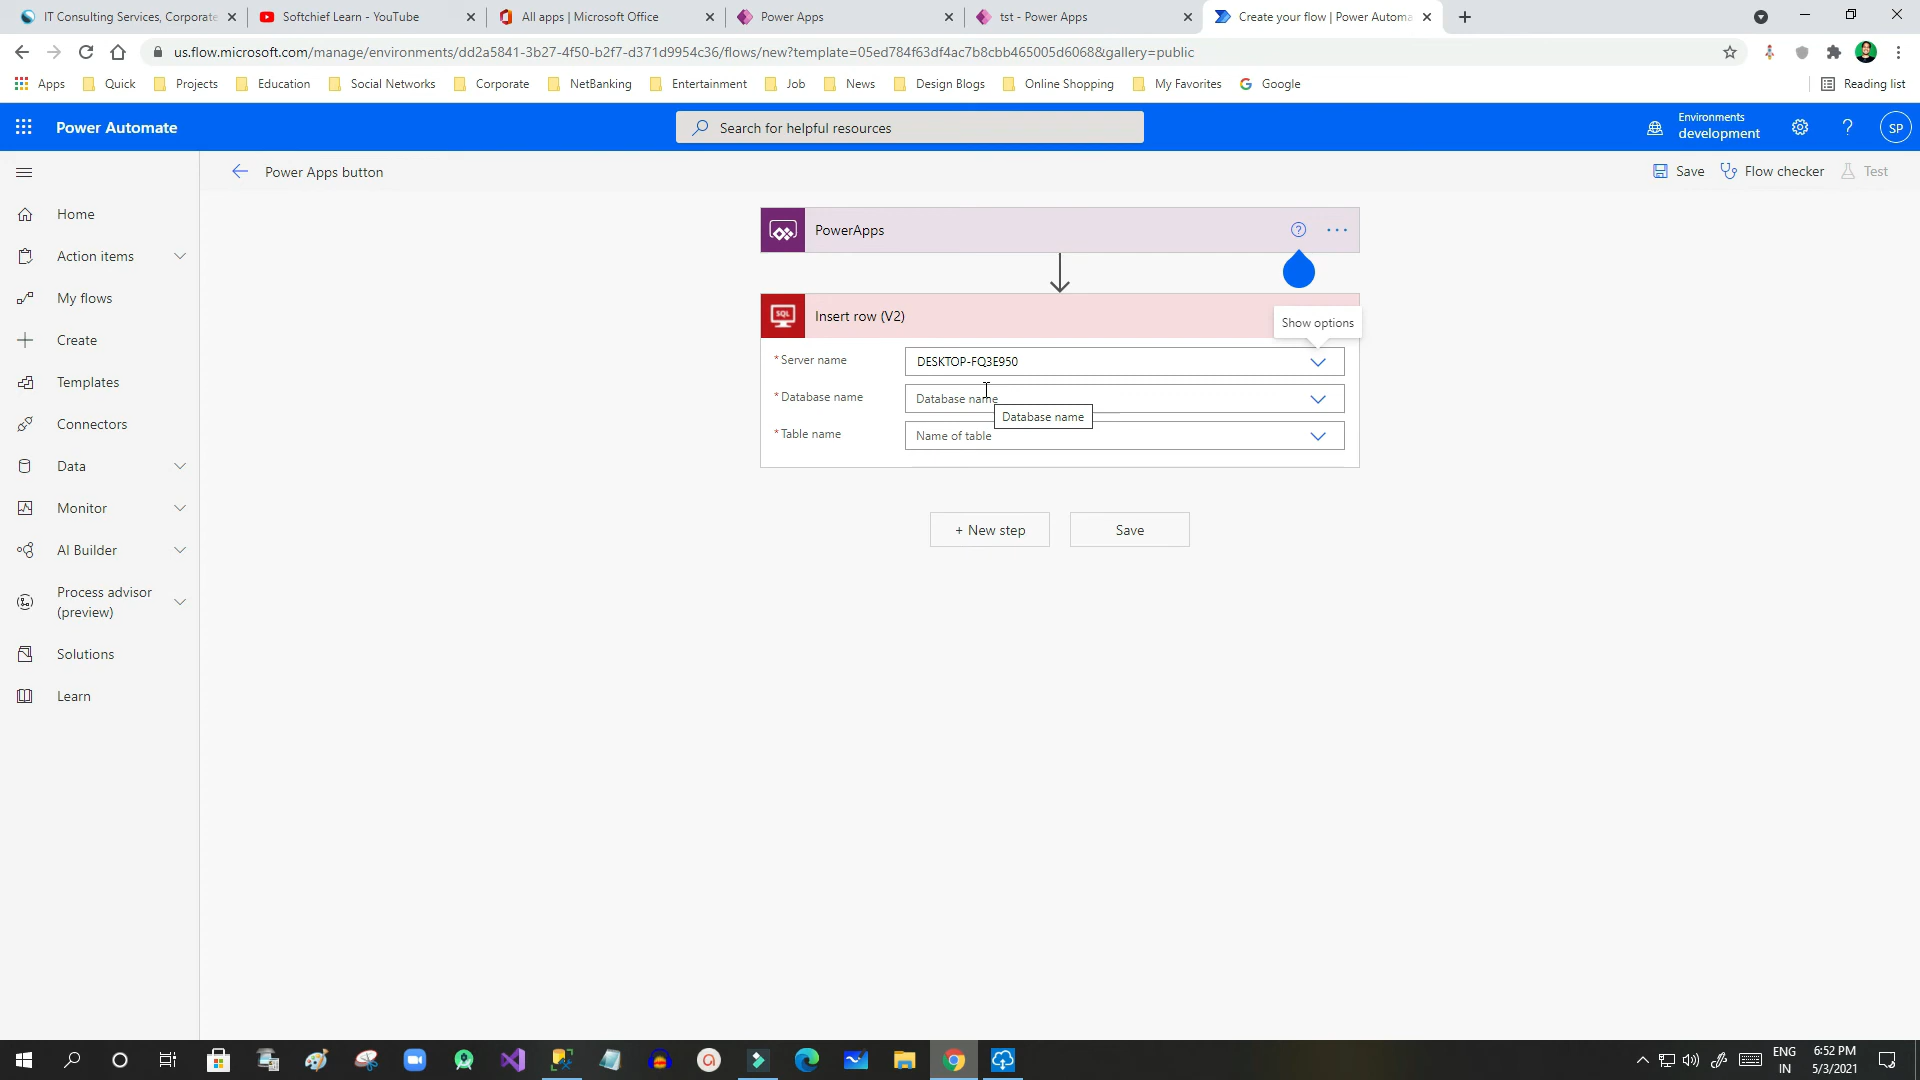 IT Consulting Services, Corporate
Softchief Learn - YouTube
All apps | Microsoft Office
Power Apps
tst - Power Apps
Create your flow | Power Automa
us.flow.microsoft.com/manage/environments/dd2a5841-3b27-4f50-b2f7-d371d9954c36/flows/new?template=05ed784f63df4ac7b8cbb465005d6068&gallery=public
Apps
Quick
Projects
Education
Social Networks
Corporate
NetBanking
Entertainment
Job
News
Design Blogs
Online Shopping
My Favorites
Google
Reading list
Power Automate
Search for helpful resources
Environments
development
?
SP
Power Apps button
Save
Flow checker
Test
Home
Action items
My flows
Create
Templates
Connectors
Data
Monitor
AI Builder
Process advisor
(preview)
Solutions
Learn
PowerApps
SQL
Insert row (V2)
Show options
*Server name
DESKTOP-FQ3E950
*Database name
Database name
Database name
*Table name
Name of table
+ New step
Save
ENG
IN
6:52 PM
5/3/2021